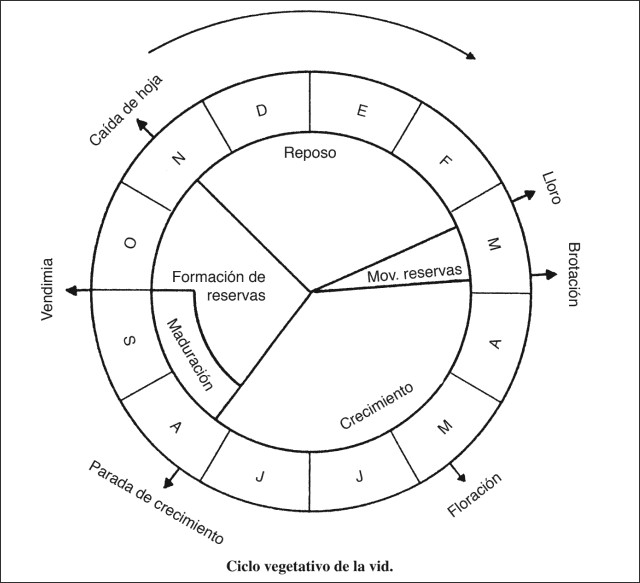 Caída de hoja
D
E
N
F
Reposo
Lloro
O
M
Mov. reservas
Brotación
Formación de
reservas
Vendimia
S
Maduración
A
Crecimiento
A
M
J
J
Parada de crecimiento
Floración
Ciclo vegetativo de la vid.